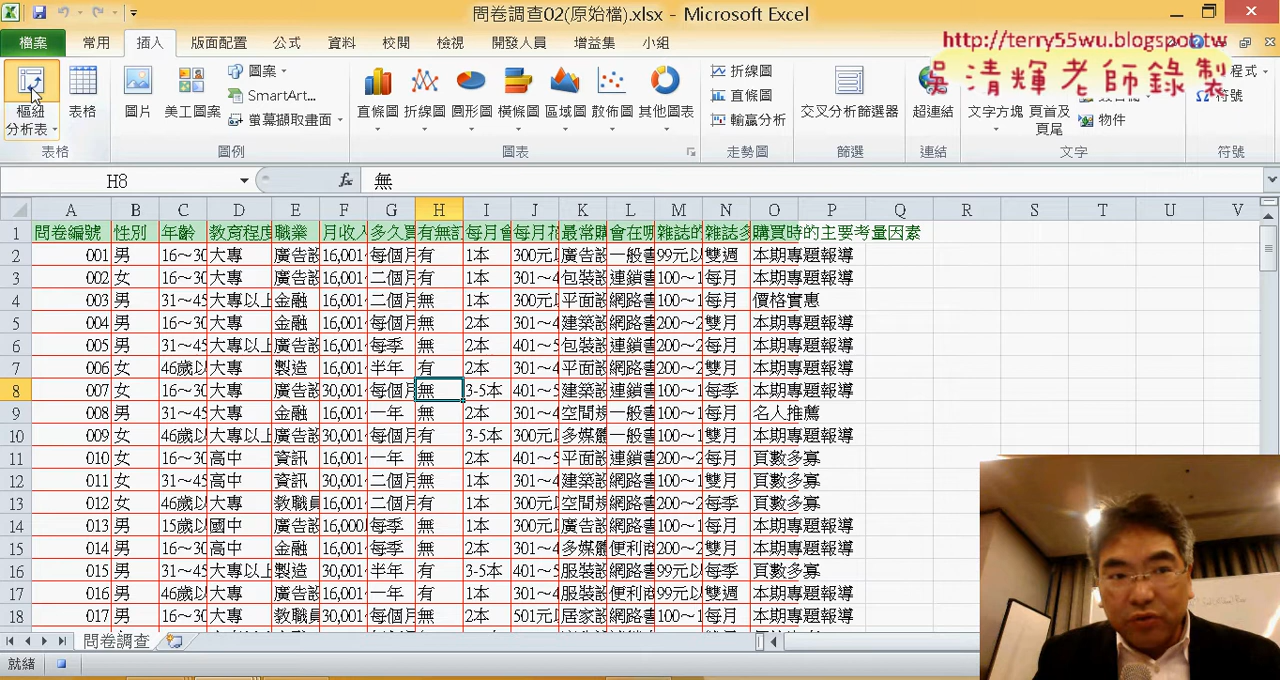 問卷調查02(原始檔).xlsx - Microsoft Excel
檔案 常用 插入 版面配置 公式 資料 校閱 檢視 開發人員 增益集 小組
http://terry55wu.blogspot.tw
吳清輝老師錄製
樞紐分析表 表格 圖片 美工圖案 圖案 SmartArt... 螢幕擷取畫面 直條圖 折線圖 圓形圖 橫條圖 區域圖 散佈圖 其他圖表 折線圖 直條圖 輸贏分析 交叉分析篩選器 超連結 文字方塊 頁首及頁尾 物件 程式 符號
表格 圖例 圖表 走勢圖 篩選 連結 文字 符號
H8 fx 無
A B C D E F G H I J K L M N O P Q R S T U V
1 問卷編號 性別 年齡 教育程度 職業 月收入 多久買 有無訂 每月會 每月花 最常購 會在哪 雜誌的 雜誌多 購買時的主要考量因素
2 001 男 16～30 大專 廣告設 16,001 每個月 有 1本 300元以 廣告設 一般書 99元以 雙週 本期專題報導
3 002 女 16～30 大專 廣告設 16,001 二個月 有 1本 301～4 包裝設 連鎖書 100～1 每月 本期專題報導
4 003 男 31～45 大專以上 金融 16,001 二個月 無 1本 300元以 平面設 網路書 100～1 每月 價格實惠
5 004 男 16～30 大專 金融 16,001 每個月 無 2本 301～4 建築設 網路書 200～2 雙月 本期專題報導
6 005 男 31～45 大專以上 廣告設 16,001 每季 無 2本 401～5 包裝設 網路書 200～2 雙月 本期專題報導
7 006 女 46歲以 大專 製造 16,001 半年 有 2本 301～4 平面設 網路書 100～1 雙月 本期專題報導
8 007 女 16～30 大專 廣告設 30,001 每個月 無 3-5本 401～5 建築設 連鎖書 100～1 每季 本期專題報導
9 008 男 31～45 大專 金融 16,001 一年 無 2本 301～4 空間規 一般書 100～1 每月 名人推薦
10 009 女 46歲以 大專以上 廣告設 30,001 每個月 有 3-5本 300元以 多媒體 一般書 100～1 雙月 本期專題報導
11 010 女 16～30 高中 資訊 16,001 一年 無 2本 401～5 平面設 連鎖書 100～1 雙月 頁數多寡
12 011 女 31～45 高中 資訊 30,001 二個月 無 2本 401～5 多媒體 網路書 100～1 雙月 頁數多寡
13 012 女 46歲以 大專 教職員 16,001 二個月 有 2本 301～4 空間規 網路書 200～2 每季 頁數多寡
14 013 男 15歲以 國中 廣告設 16,000 每季 無 1本 300元以 廣告設 網路書 100～1 每月 本期專題報導
15 014 男 16～30 高中 金融 16,001 每季 無 2本 301～4 多媒體 便利商 200～2 每月 本期專題報導
16 015 男 31～45 大專以上 製造 30,001 半年 有 3-5本 401～5 服裝設 連鎖書 99元以 每季 頁數多寡
17 016 男 46歲以 大專 廣告設 16,001 一年 有 1本 301～4 服裝設 便利商 99元以 雙週 本期專題報導
18 017 男 16～30 大專 教職員 30,001 每個月 無 2本 501元以 居家設 一般書 100～1 每月 本期專題報導
問卷調查
就緒